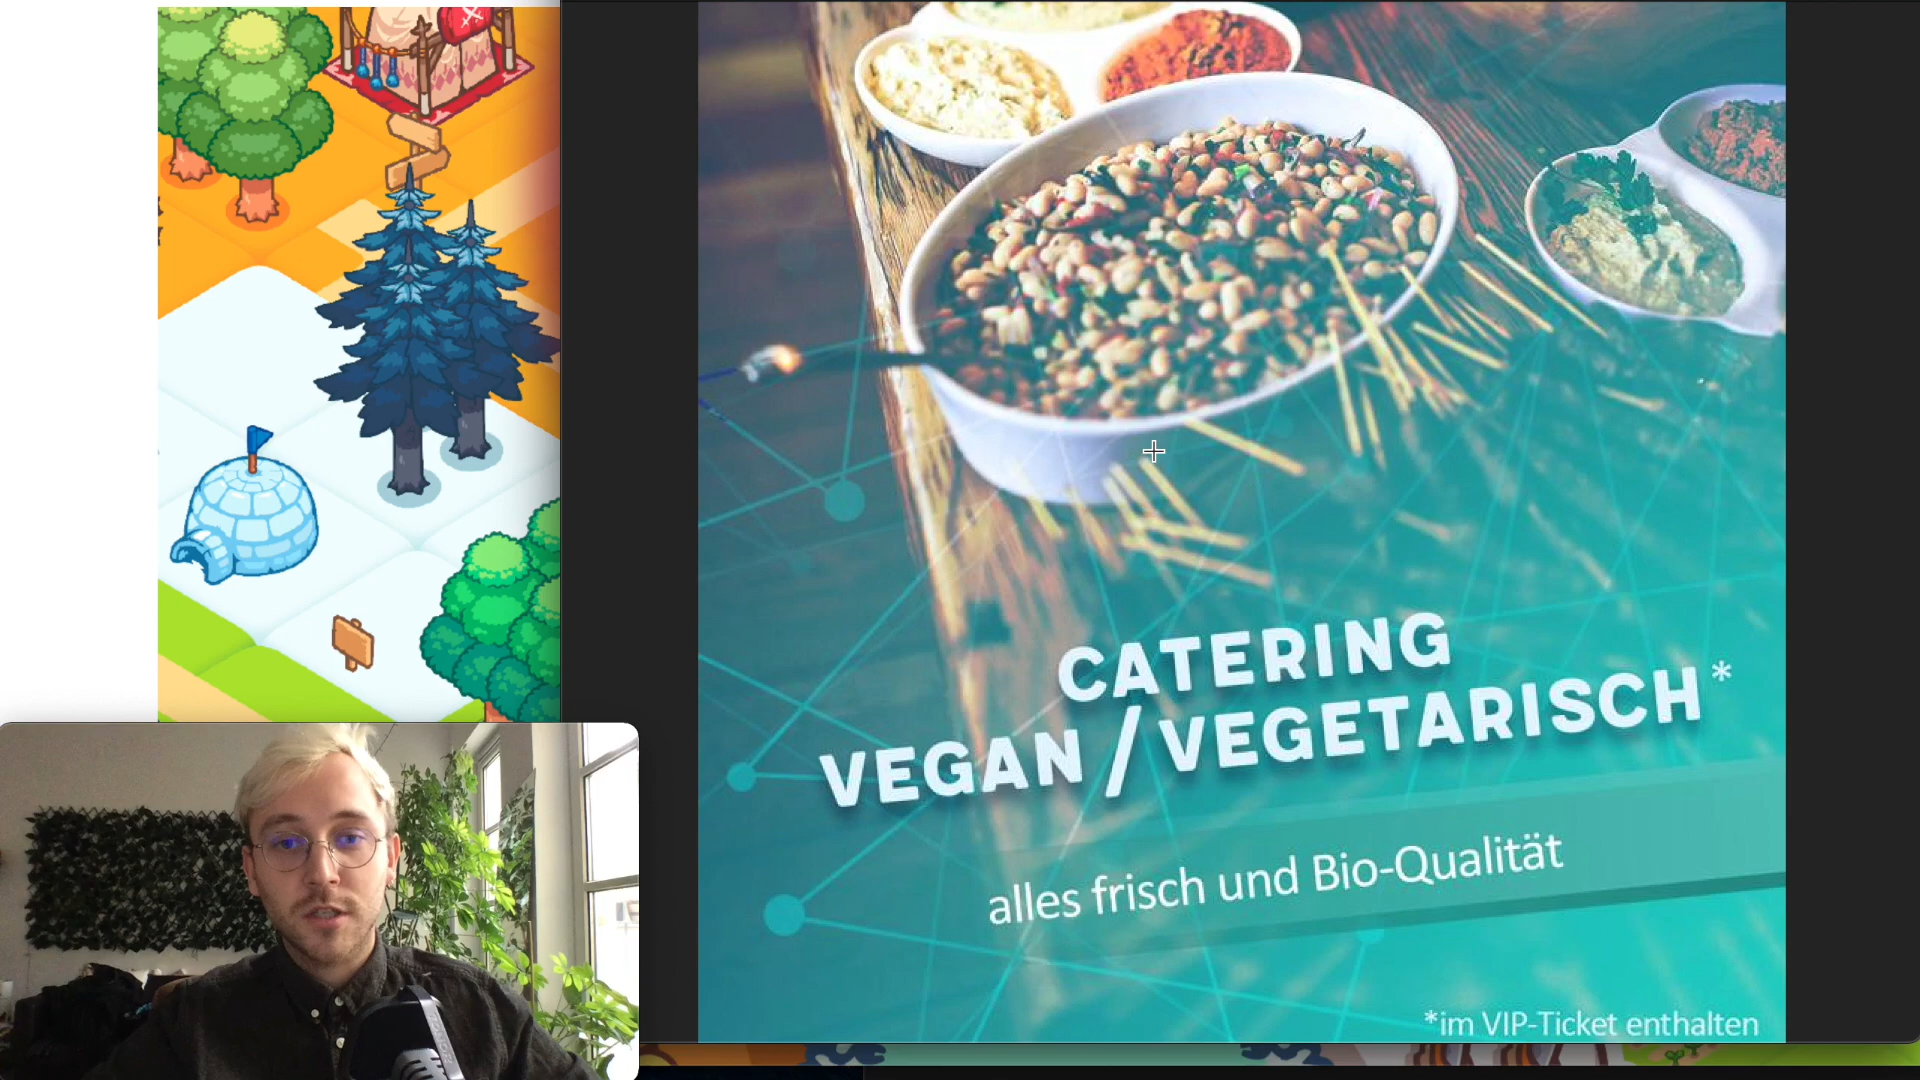 CATERING
VEGAN / VEGETARISCH*
alles frisch und Bio-Qualität
*im VIP-Ticket enthalten